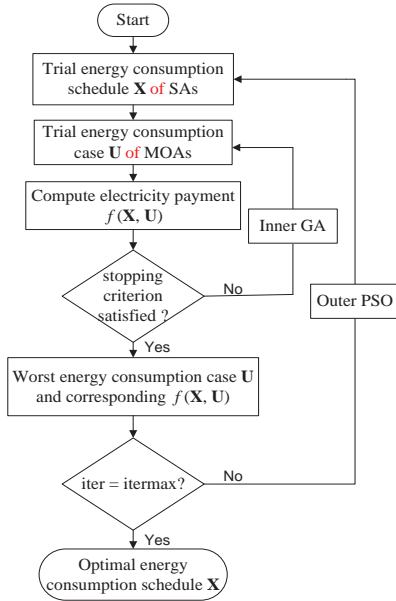 Start
Trial energy consumption
schedule X of SAs
Trial energy consumption
case U of MOAs
Compute electricity payment
f (X, U)
Inner GA
stopping
criterion
satisfied ?
No
Outer PSO
Yes
Worst energy consumption case U
and corresponding f (X, U)
iter = itermax?
No
Yes
Optimal energy
consumption schedule X